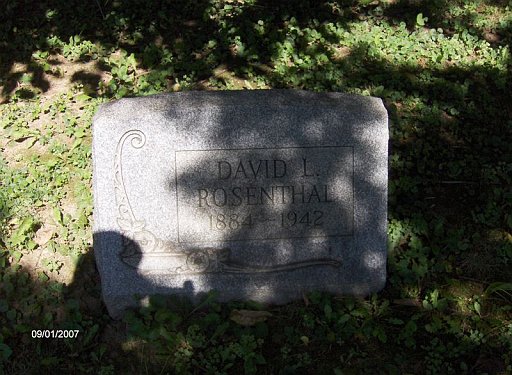 DAVID L.
ROSENTHAL
1884-1942
09/01/2007